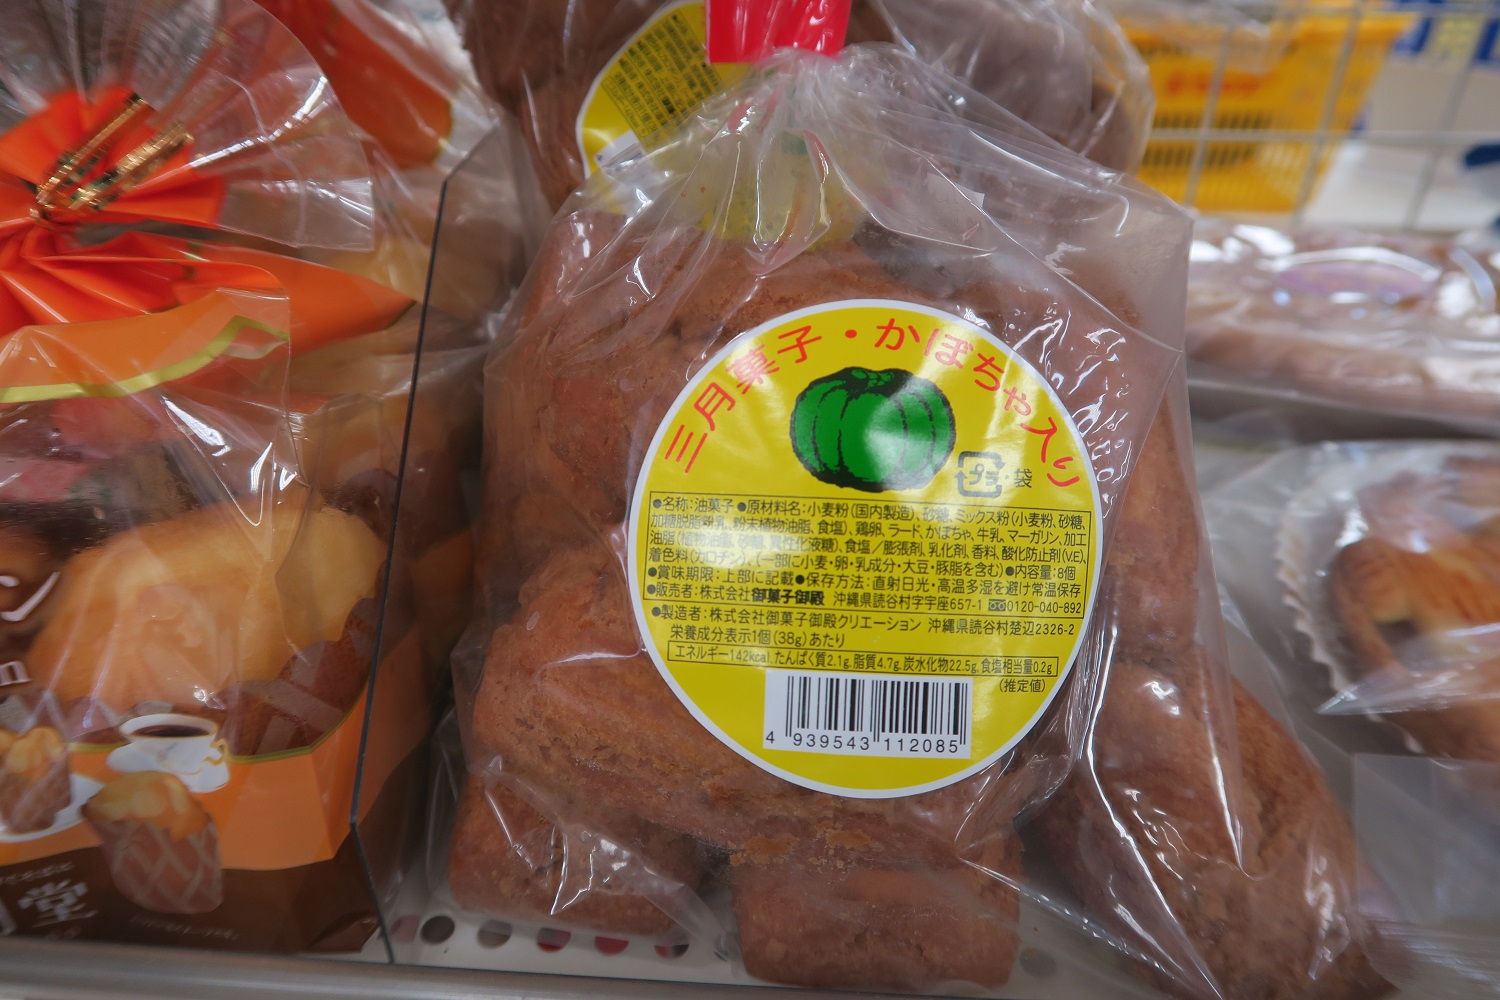 三月菓子・かぼちゃ入り
プラ
・袋
●名称:油菓子 ●原材料名:小麦粉(国内製造)、砂糖、ミックス粉(小麦粉、砂糖、
加糖脱脂練乳、粉末植物油脂、食塩)、鶏卵、ラード、かぼちゃ、牛乳、マーガリン、加工
油脂(植物油脂、砂糖、異性化液糖)、食塩/膨張剤、乳化剤、香料、酸化防止剤(V.E)、
着色料(カロチン)、(一部に小麦・卵・乳成分・大豆・豚脂を含む)●内容量:8個
●賞味期限:上部に記載●保存方法:直射日光・高温多湿を避け常温保存
●販売者:株式会社御菓子御殿 沖縄県読谷村字宇座657-1 0120-040-892
●製造者:株式会社御菓子御殿クリエーション 沖縄県読谷村楚辺2326-2
栄養成分表示1個(38g)あたり
エネルギー142kcal、たんぱく質2.1g、脂質4.7g、炭水化物22.5g、食塩相当量0.2g
(推定値)
4 939543 112085
堂